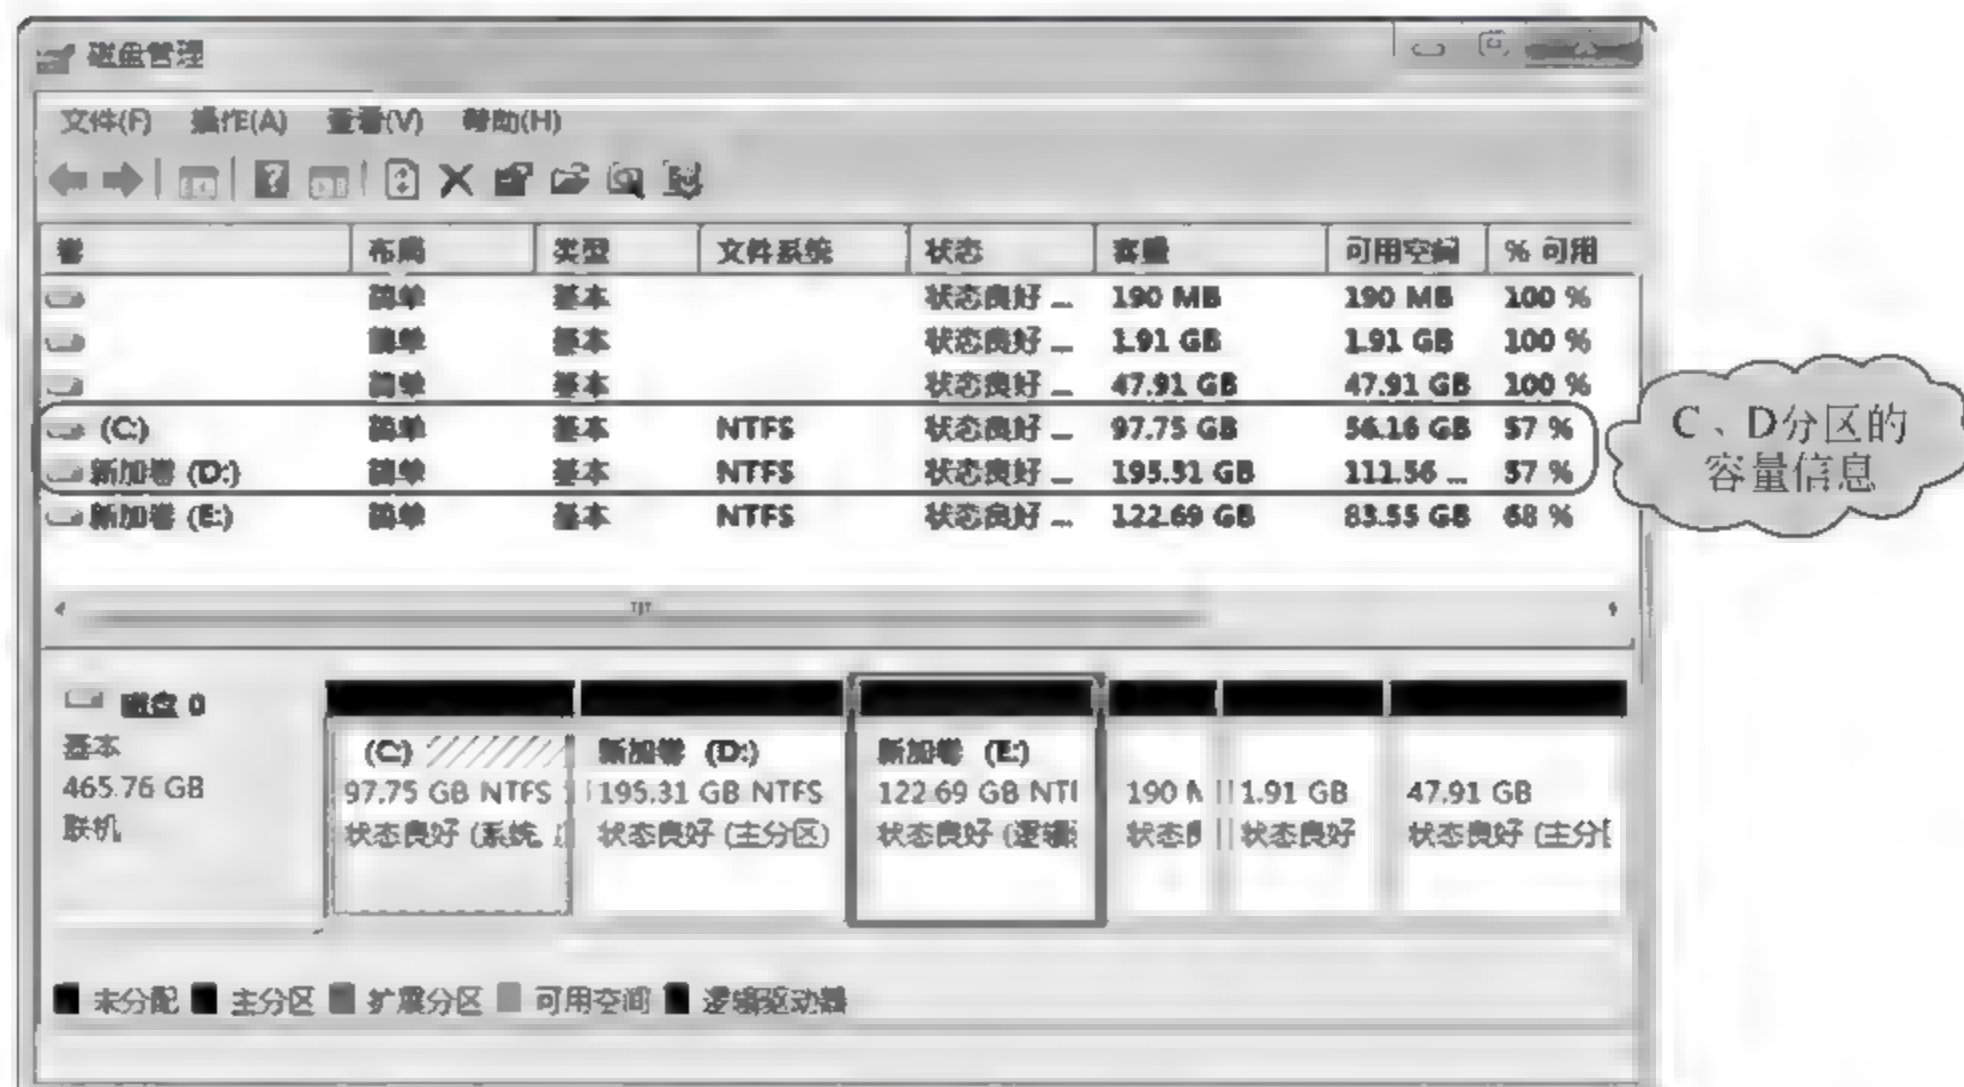 磁盘管理
文件(F) 操作(A) 查看(V) 帮助(H)
卷 布局 类型 文件系统 状态 容量 可用空间 % 可用
简单 基本 状态良好 ... 190 MB 190 MB 100 %
简单 基本 状态良好 ... 1.91 GB 1.91 GB 100 %
简单 基本 状态良好 ... 47.91 GB 47.91 GB 100 %
(C:) 简单 基本 NTFS 状态良好 ... 97.75 GB 56.16 GB 57 %
新加卷 (D:) 简单 基本 NTFS 状态良好 ... 195.31 GB 111.56 ... 57 %
新加卷 (E:) 简单 基本 NTFS 状态良好 ... 122.69 GB 83.55 GB 68 %
C、D分区的
容量信息
磁盘 0
基本
465.76 GB
联机
(C:)
97.75 GB NTFS
状态良好 (系统,
新加卷 (D:)
195.31 GB NTFS
状态良好 (主分区)
新加卷 (E:)
122.69 GB NTI
状态良好 (逻辑
190 M
状态良
1.91 GB
状态良好
47.91 GB
状态良好 (主分区
未分配 主分区 扩展分区 可用空间 逻辑驱动器